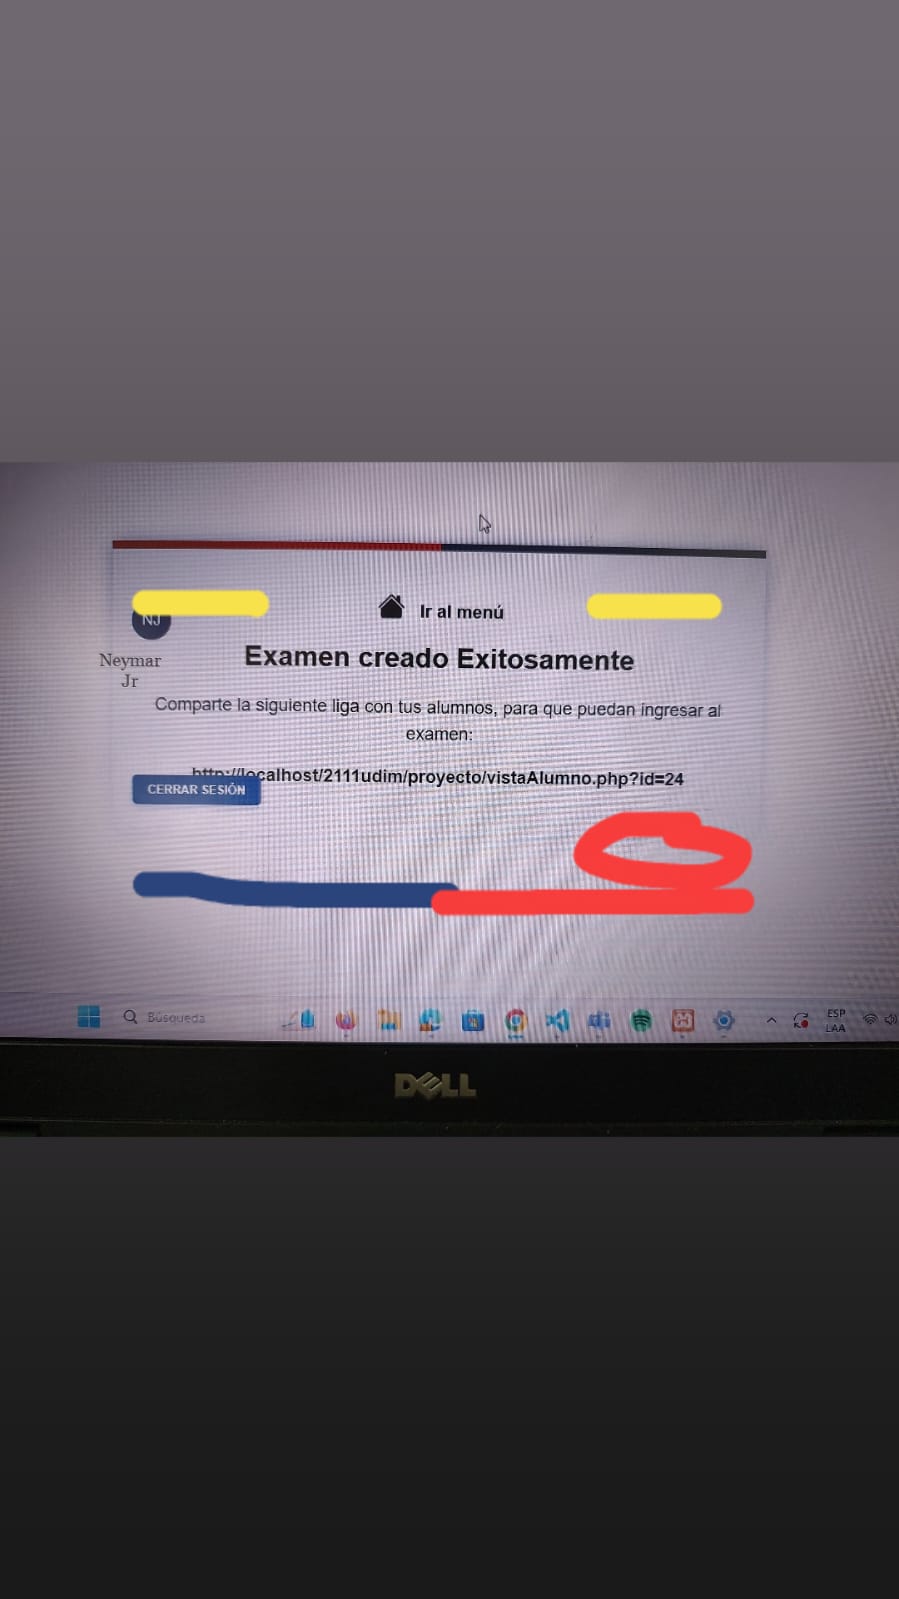 Ir al menú
NJ
Neymar
Jr
Examen creado Exitosamente
Comparte la siguiente liga con tus alumnos, para que puedan ingresar al
examen:
http://localhost/2111udim/proyecto/vistaAlumno.php?id=24
CERRAR SESIÓN
Búsqueda
ESP
LAA
DELL